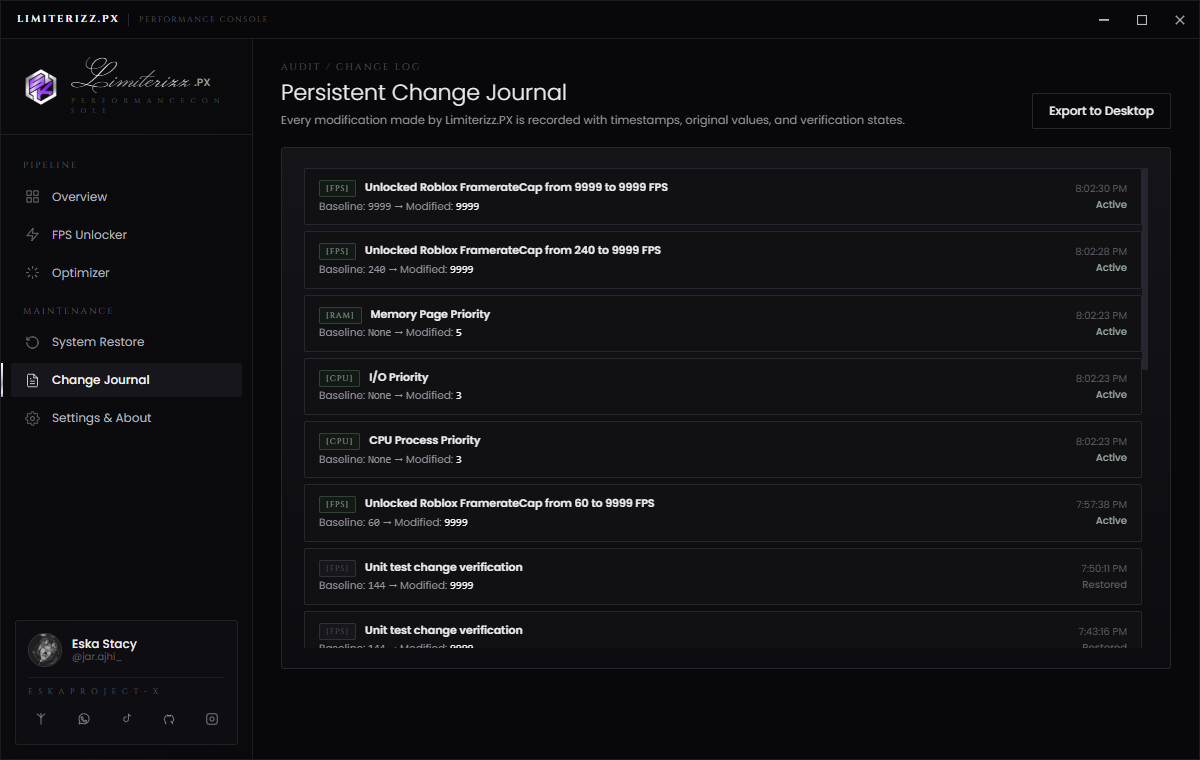 LIMITERIZZ.PX | PERFORMANCE CONSOLE
Limiterizz .PX
PERFORMANCECON
SOLE
PIPELINE
Overview
FPS Unlocker
Optimizer
MAINTENANCE
System Restore
Change Journal
Settings & About
Eska Stacy
@jar.ajhi_
ESKAPROJECT-X
AUDIT / CHANGE LOG
Persistent Change Journal
Every modification made by Limiterizz.PX is recorded with timestamps, original values, and verification states.
Export to Desktop
[FPS] Unlocked Roblox FramerateCap from 9999 to 9999 FPS 8:02:30 PM
Baseline: 9999 → Modified: 9999 Active
[FPS] Unlocked Roblox FramerateCap from 240 to 9999 FPS 8:02:28 PM
Baseline: 240 → Modified: 9999 Active
[RAM] Memory Page Priority 8:02:23 PM
Baseline: None → Modified: 5 Active
[CPU] I/O Priority 8:02:23 PM
Baseline: None → Modified: 3 Active
[CPU] CPU Process Priority 8:02:23 PM
Baseline: None → Modified: 3 Active
[FPS] Unlocked Roblox FramerateCap from 60 to 9999 FPS 7:57:38 PM
Baseline: 60 → Modified: 9999 Active
[FPS] Unit test change verification 7:50:11 PM
Baseline: 144 → Modified: 9999 Restored
[FPS] Unit test change verification 7:43:16 PM
Baseline: 144 → Modified: 9999 Restored